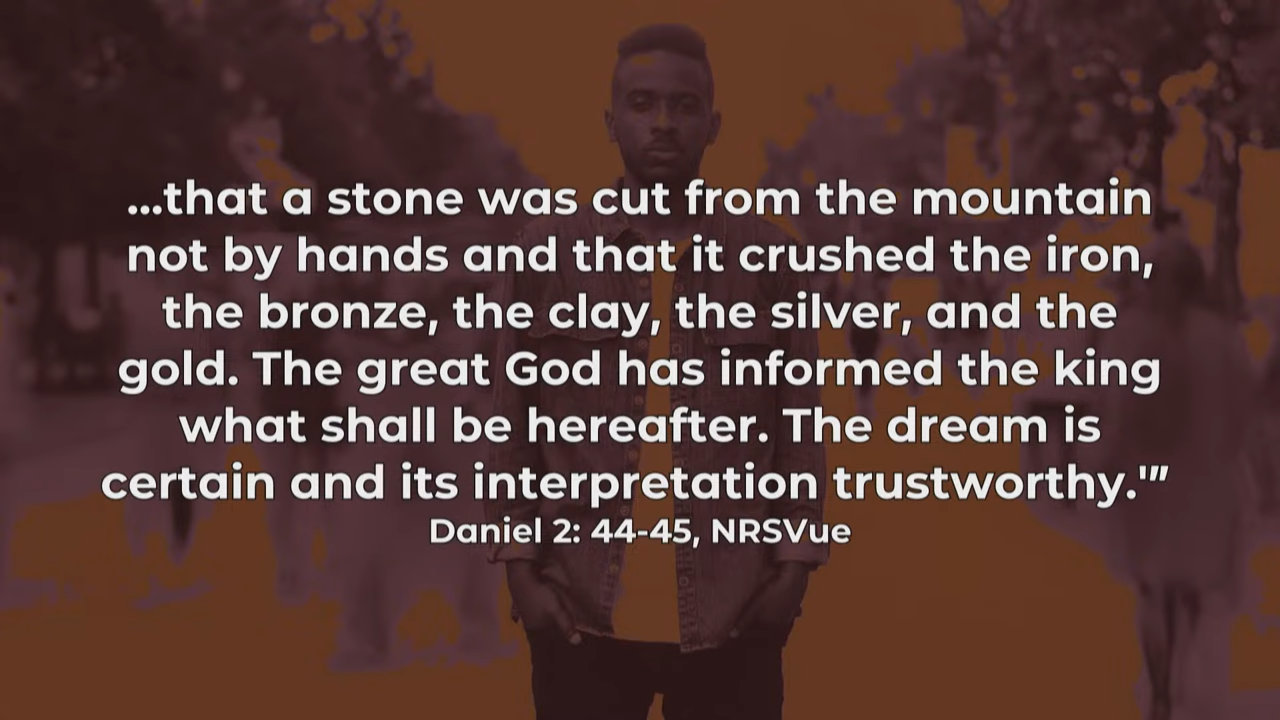 ...that a stone was cut from the mountain
not by hands and that it crushed the iron,
the bronze, the clay, the silver, and the
gold. The great God has informed the king
what shall be hereafter. The dream is
certain and its interpretation trustworthy.'”
Daniel 2: 44-45, NRSVue